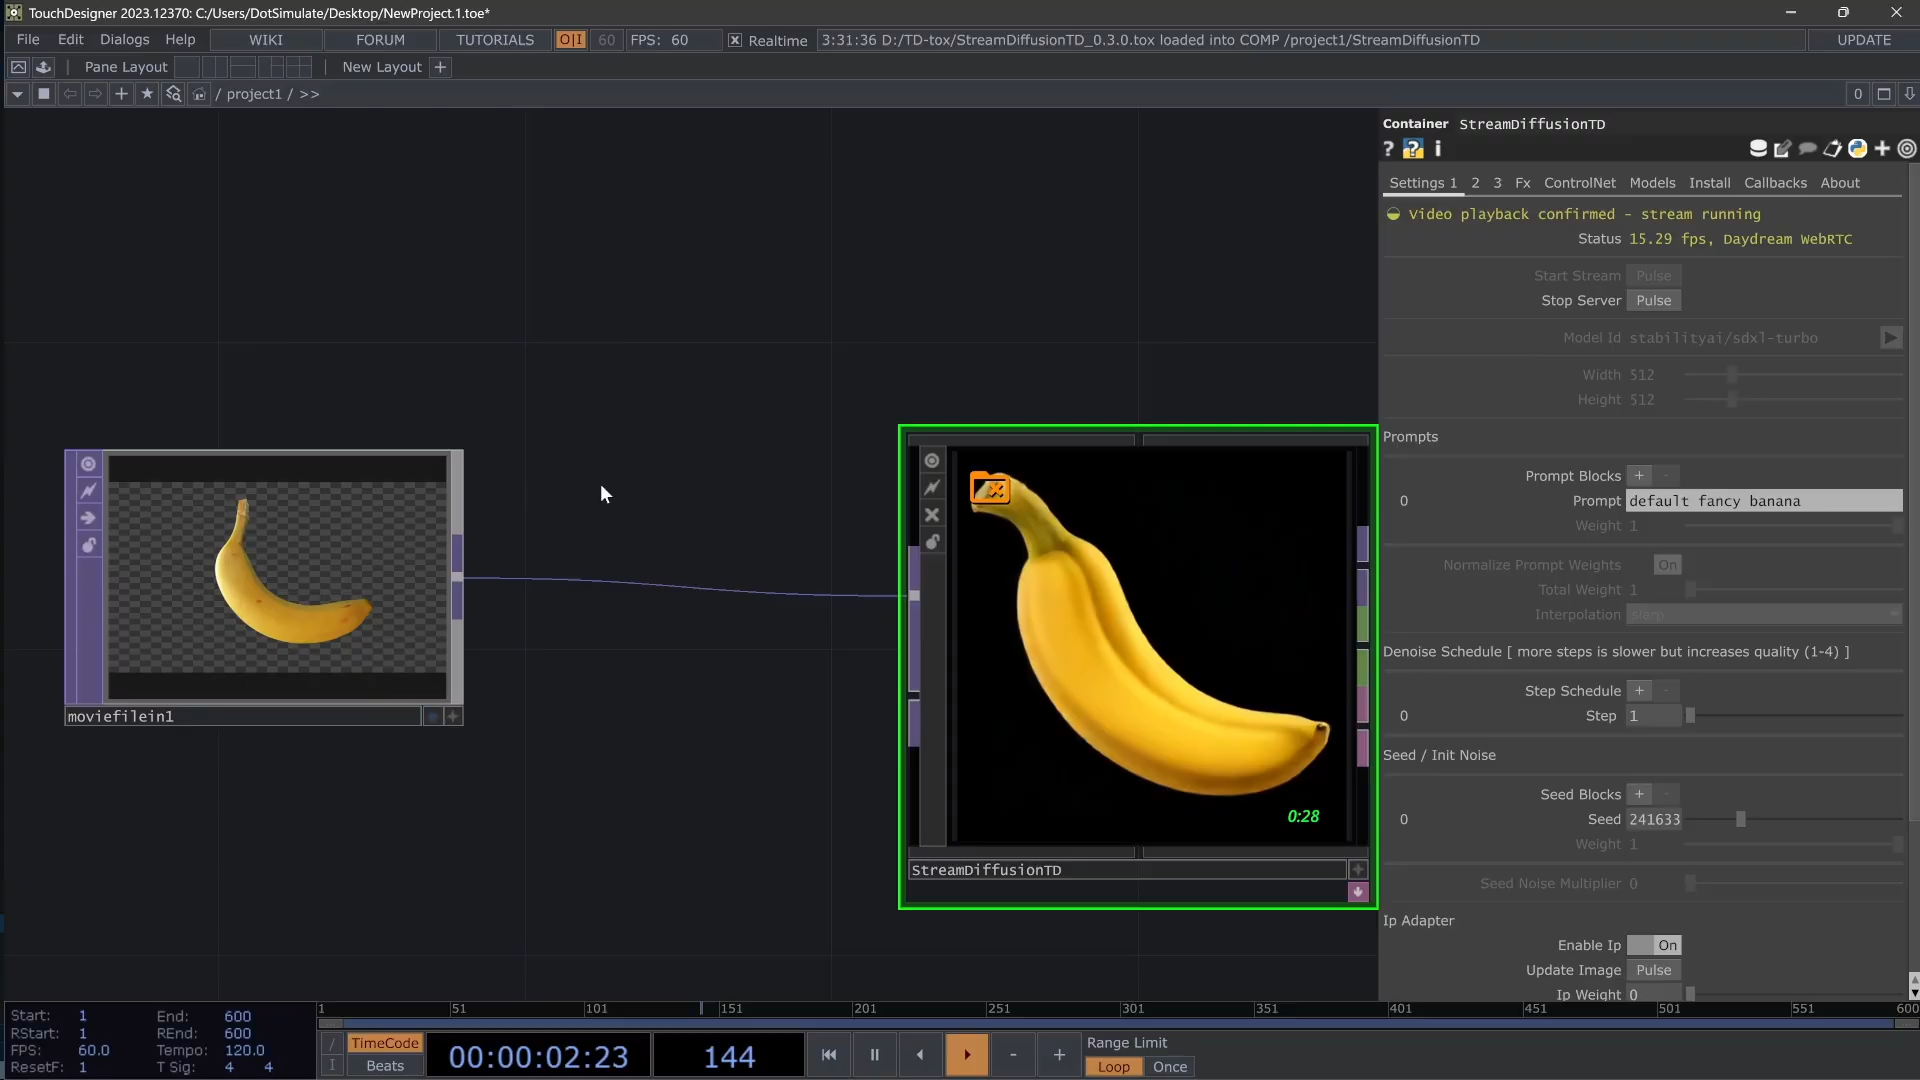 TouchDesigner 2023.12370: C:/Users/DotSimulate/Desktop/NewProject.1.toe*
File Edit Dialogs Help WIKI FORUM TUTORIALS O|I 60 FPS: 60 Realtime 3:31:36 D:/TD-tox/StreamDiffusionTD_0.3.0.tox loaded into COMP /project1/StreamDiffusionTD UPDATE
Pane Layout New Layout +
/ project1 / >> 0
Container StreamDiffusionTD
? ? i
Settings 1 2 3 Fx ControlNet Models Install Callbacks About
Video playback confirmed - stream running
Status 15.29 fps, Daydream WebRTC
Start Stream Pulse
Stop Server Pulse
Model Id stabilityai/sdxl-turbo
Width 512
Height 512
Prompts
Prompt Blocks + -
0 Prompt default fancy banana
Weight 1
Normalize Prompt Weights On
Total Weight 1
Interpolation slerp
Denoise Schedule [ more steps is slower but increases quality (1-4) ]
Step Schedule + -
0 Step 1
Seed / Init Noise
Seed Blocks + -
0 Seed 241633
Weight 1
Seed Noise Multiplier 0
Ip Adapter
Enable Ip On
Update Image Pulse
Ip Weight 0
moviefilein1
0:28
StreamDiffusionTD
1 51 101 151 201 251 301 351 401 451 501 551 600
Start: 1 End: 600
RStart: 1 REnd: 600
FPS: 60.0 Tempo: 120.0
ResetF: 1 T Sig: 4 4
/ TimeCode
I Beats
00:00:02:23 144 - +
Range Limit
Loop Once